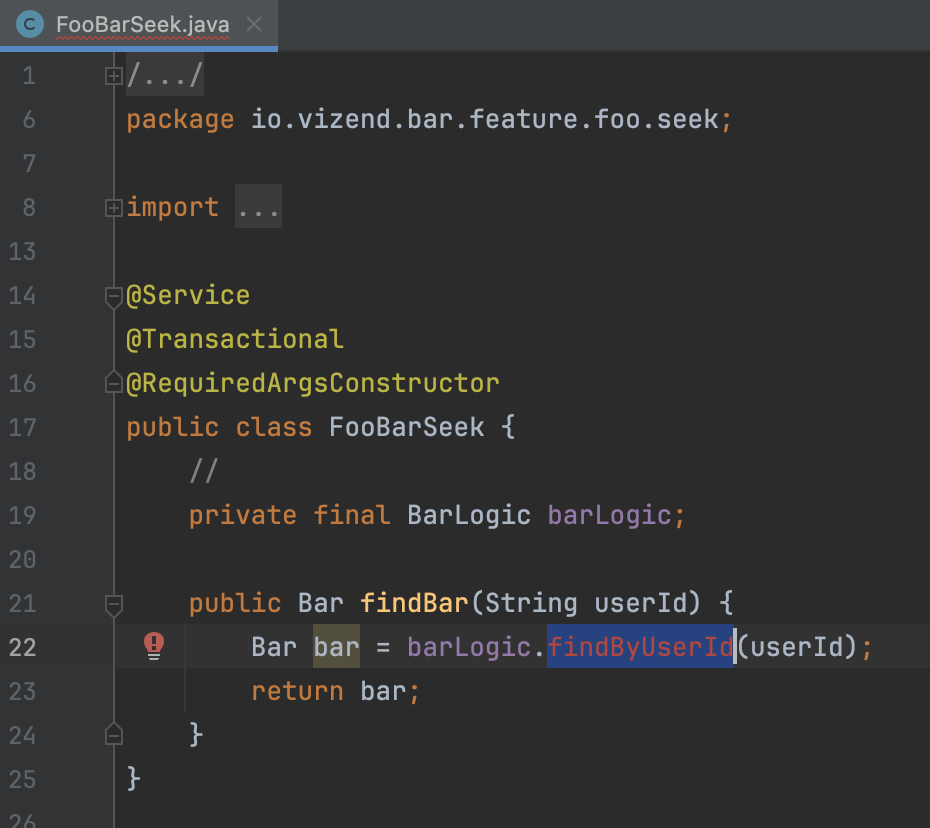 C FooBarSeek.java
1 /.../
6 package io.vizend.bar.feature.foo.seek;
7
8 import ...
13
14 @Service
15 @Transactional
16 @RequiredArgsConstructor
17 public class FooBarSeek {
18 //
19 private final BarLogic barLogic;
20
21 public Bar findBar(String userId) {
22 Bar bar = barLogic.findByUserId(userId);
23 return bar;
24 }
25 }
26